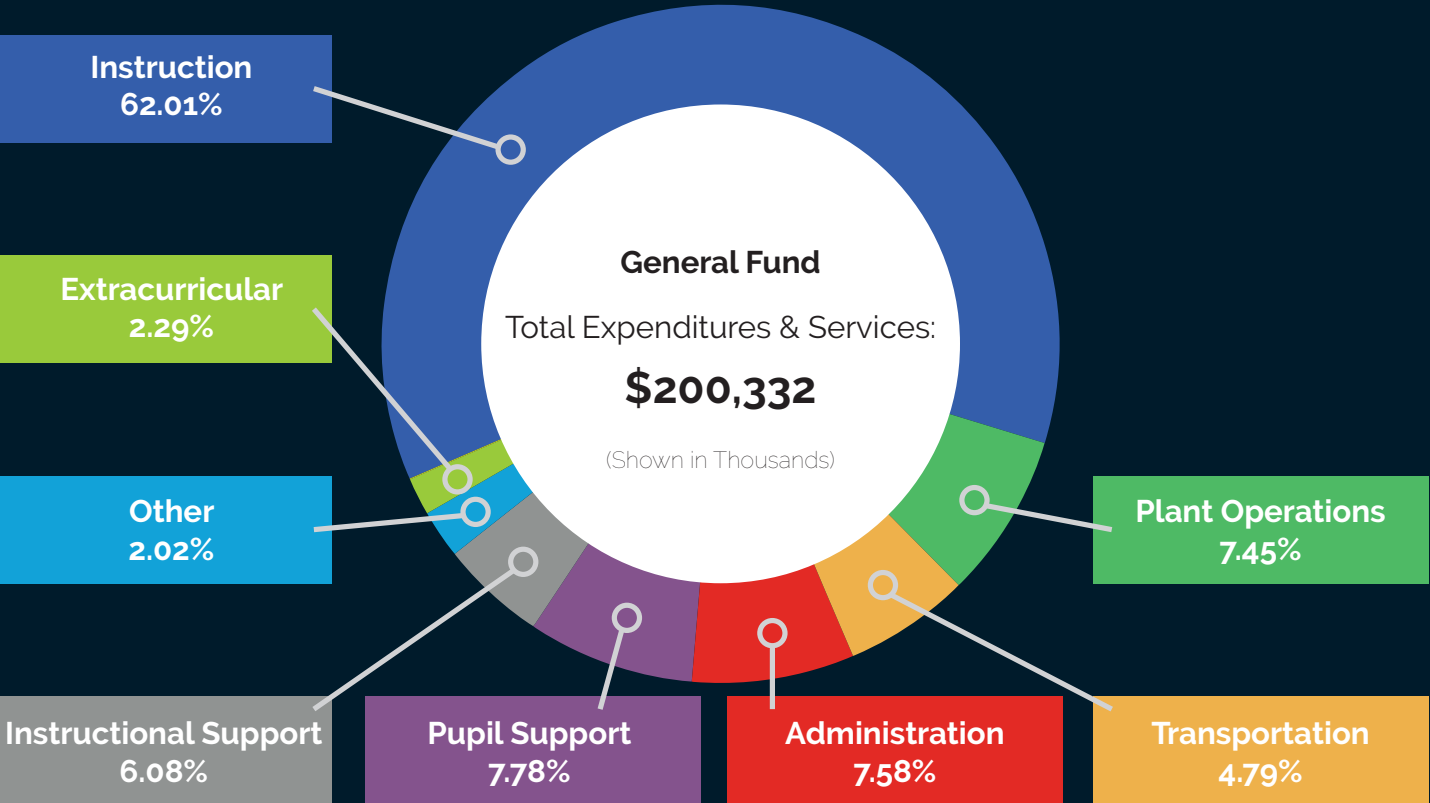 Instruction
62.01%
Extracurricular
2.29%
General Fund
Total Expenditures & Services:
$200,332
(Shown in Thousands)
Other
2.02%
Plant Operations
7.45%
Instructional Support
6.08%
Pupil Support
7.78%
Administration
7.58%
Transportation
4.79%